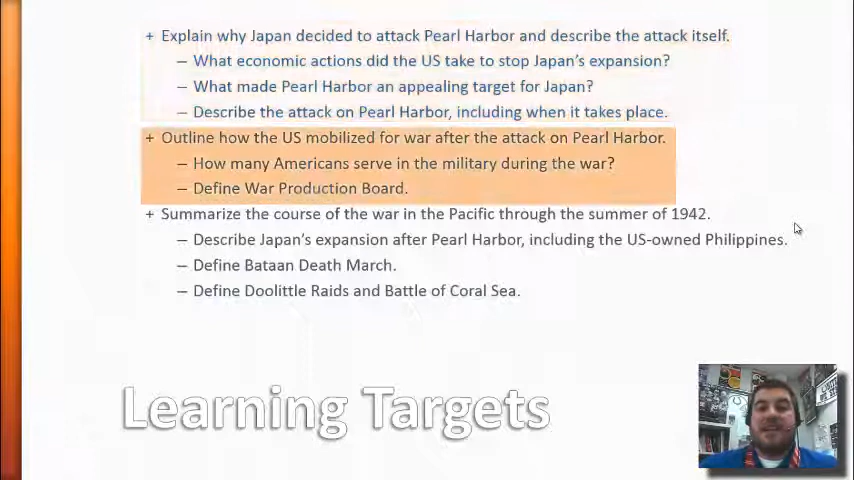 + Explain why Japan decided to attack Pearl Harbor and describe the attack itself.
– What economic actions did the US take to stop Japan's expansion?
– What made Pearl Harbor an appealing target for Japan?
– Describe the attack on Pearl Harbor, including when it takes place.
+ Outline how the US mobilized for war after the attack on Pearl Harbor.
– How many Americans serve in the military during the war?
– Define War Production Board.
+ Summarize the course of the war in the Pacific through the summer of 1942.
– Describe Japan's expansion after Pearl Harbor, including the US-owned Philippines.
– Define Bataan Death March.
– Define Doolittle Raids and Battle of Coral Sea.
Learning Targets